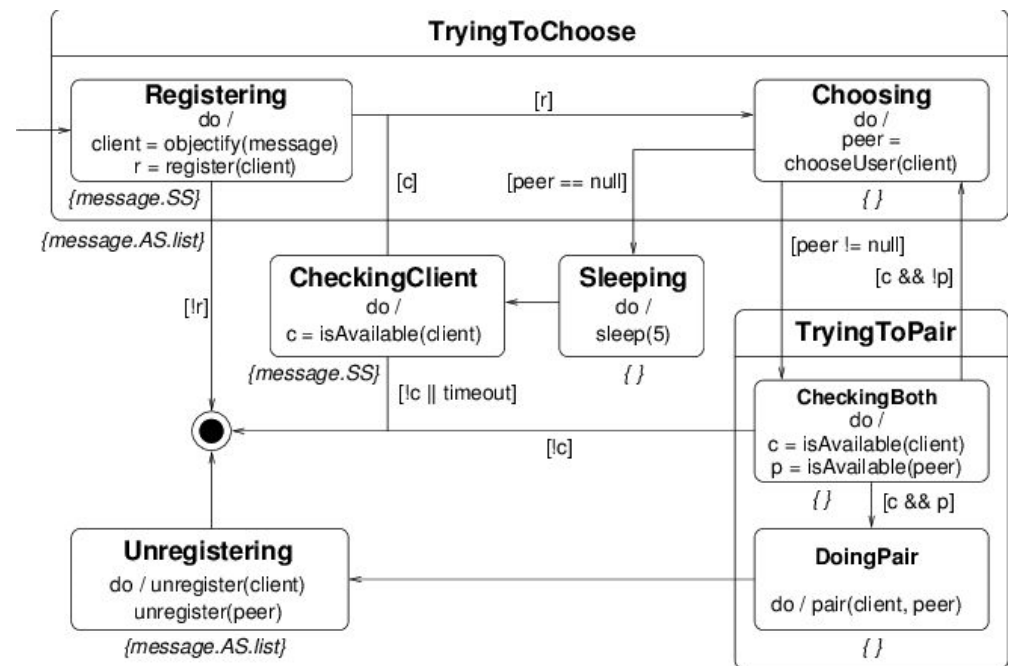 TryingToChoose
Registering
do /
client = objectify(message)
r = register(client)
{message.SS}
{message.AS.list}
[r]
[c]
Choosing
do /
peer =
chooseUser(client)
{ }
[peer == null]
[peer != null]
[c && !p]
[!r]
CheckingClient
do /
c = isAvailable(client)
{message.SS}
Sleeping
do /
sleep(5)
{ }
[!c || timeout]
[!c]
TryingToPair
CheckingBoth
do /
c = isAvailable(client)
p = isAvailable(peer)
{ }
[c && p]
DoingPair
do / pair(client, peer)
{ }
Unregistering
do / unregister(client)
unregister(peer)
{message.AS.list}